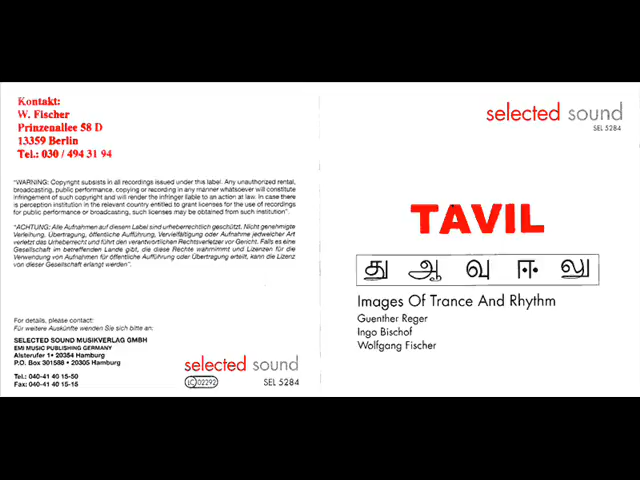 Kontakt:
W. Fischer
Prinzenallee 58 D
13359 Berlin
Tel.: 030 / 494 31 94
"WARNING: Copyright subsists in all recordings issued under this label. Any unauthorized rental,
broadcasting, public performance, copying or recording in any manner whatsoever will constitute
infringement of such copyright and will render the infringer liable to an action at law. In case there
is perception institution in the relevant country entitled to grant licenses for the use of recordings
for public performance or broadcasting, such licenses may be obtained from such institution".
"ACHTUNG: Alle Aufnahmen auf diesem Label sind urheberrechtlich geschützt. Nicht genehmigte
Verleihung, Übertragung, öffentliche Aufführung, Vervielfältigung oder Aufnahme jedweicher Art
verletzt das Urheberrecht und führt den verantwortlichen Rechtsverletzer vor Gericht. Falls es eine
Gesellschaft im betreffenden Lande gibt, die diese Rechte wahrnimmt und Lizenzen für die
Verwendung von Aufnahmen für öffentliche Aufführung oder Übertragung erteilt, kann die Lizenz
von dieser Gesellschaft erlangt werden".
For details, please contact:
Für weitere Auskünfte wenden Sie sich bitte an:
SELECTED SOUND MUSIKVERLAG GMBH
EMI MUSIC PUBLISHING GERMANY
Alsterufer 1• 20354 Hamburg
P.O. Box 301588 • 20305 Hamburg
Tel.: 040-41 40 15-50
Fax: 040-41 40 15-15
selected sound
LC 02292 SEL 5284
selected sound
SEL 5284
TAVIL
து ஆ வ ஈ லு
Images Of Trance And Rhythm
Guenther Reger
Ingo Bischof
Wolfgang Fischer